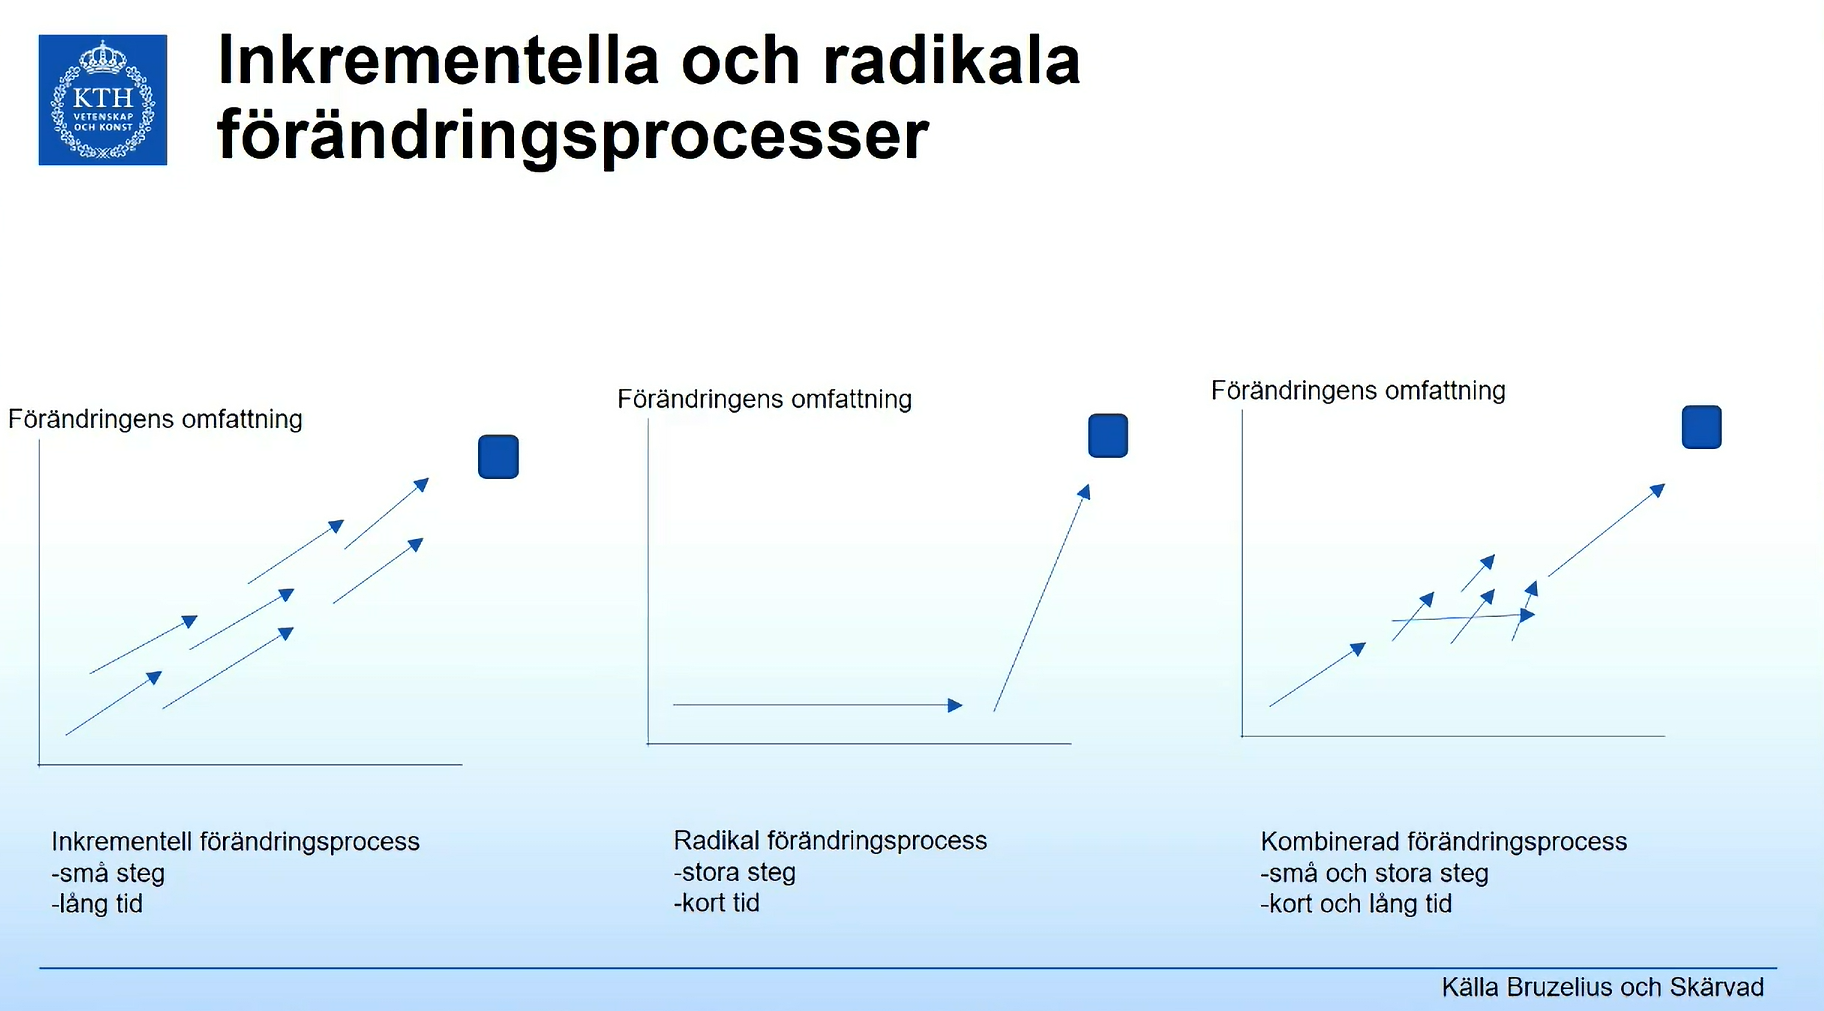 KTH
VETENSKAP
OCH KONST
Inkrementella och radikala
förändringsprocesser
Förändringens omfattning
Förändringens omfattning
Förändringens omfattning
Inkrementell förändringsprocess
-små steg
-lång tid
Radikal förändringsprocess
-stora steg
-kort tid
Kombinerad förändringsprocess
-små och stora steg
-kort och lång tid
Källa Bruzelius och Skärvad